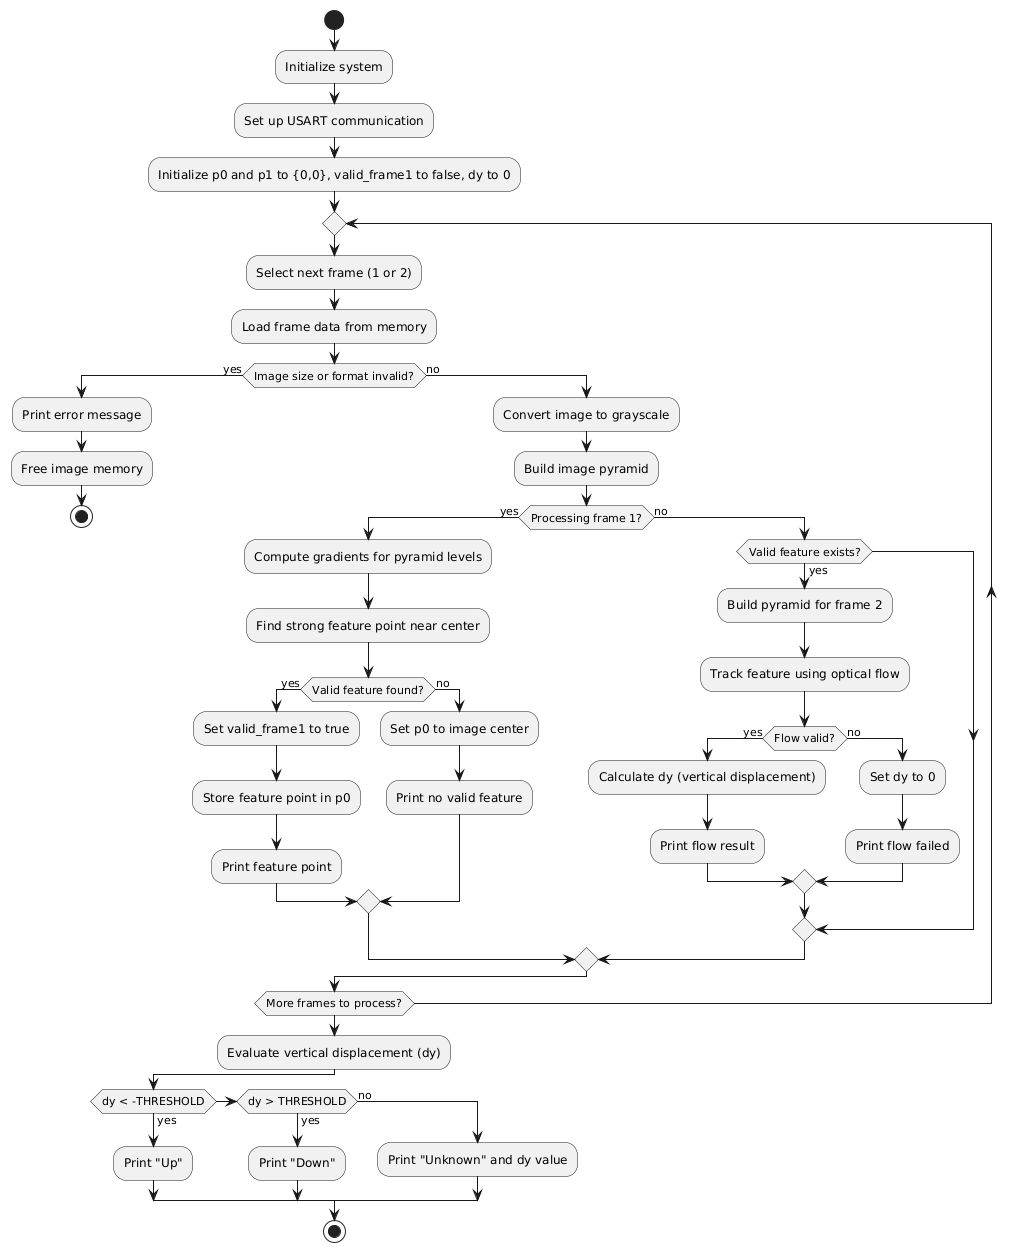 Initialize system
Set up USART communication
Initialize p0 and p1 to {0,0}, valid_frame1 to false, dy to 0
Select next frame (1 or 2)
Load frame data from memory
yes
Image size or format invalid?
no
Print error message
Free image memory
Convert image to grayscale
Build image pyramid
yes
Processing frame 1?
no
Compute gradients for pyramid levels
Find strong feature point near center
yes
Valid feature found?
no
Set valid_frame1 to true
Store feature point in p0
Print feature point
Set p0 to image center
Print no valid feature
Valid feature exists?
yes
Build pyramid for frame 2
Track feature using optical flow
yes
Flow valid?
no
Calculate dy (vertical displacement)
Print flow result
Set dy to 0
Print flow failed
More frames to process?
Evaluate vertical displacement (dy)
dy < -THRESHOLD
yes
Print "Up"
dy > THRESHOLD
yes
Print "Down"
no
Print "Unknown" and dy value